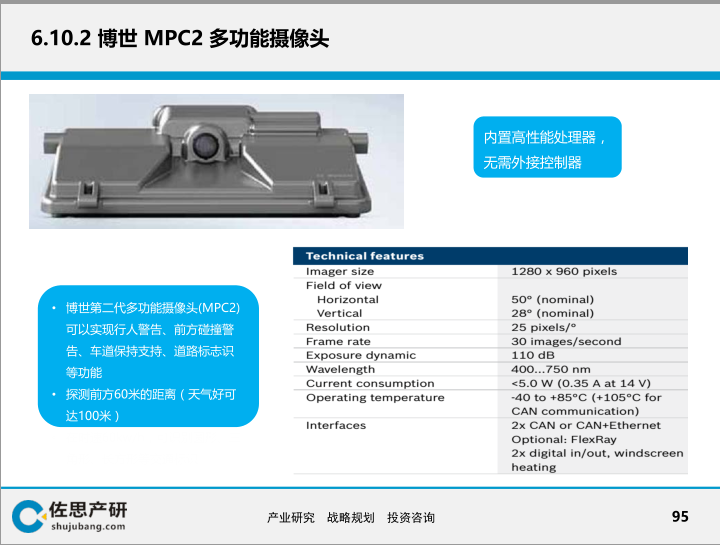 6.10.2 博世 MPC2 多功能摄像头
内置高性能处理器，
无需外接控制器
• 博世第二代多功能摄像头(MPC2)
可以实现行人警告、前方碰撞警
告、车道保持支持、道路标志识
等功能
• 探测前方60米的距离（天气好可
达100米）
Technical features
Imager size 1280 x 960 pixels
Field of view
Horizontal 50° (nominal)
Vertical 28° (nominal)
Resolution 25 pixels/°
Frame rate 30 images/second
Exposure dynamic 110 dB
Wavelength 400...750 nm
Current consumption <5.0 W (0.35 A at 14 V)
Operating temperature -40 to +85°C (+105°C for
CAN communication)
Interfaces 2x CAN or CAN+Ethernet
Optional: FlexRay
2x digital in/out, windscreen
heating
佐思产研
shujubang.com
产业研究 战略规划 投资咨询
95